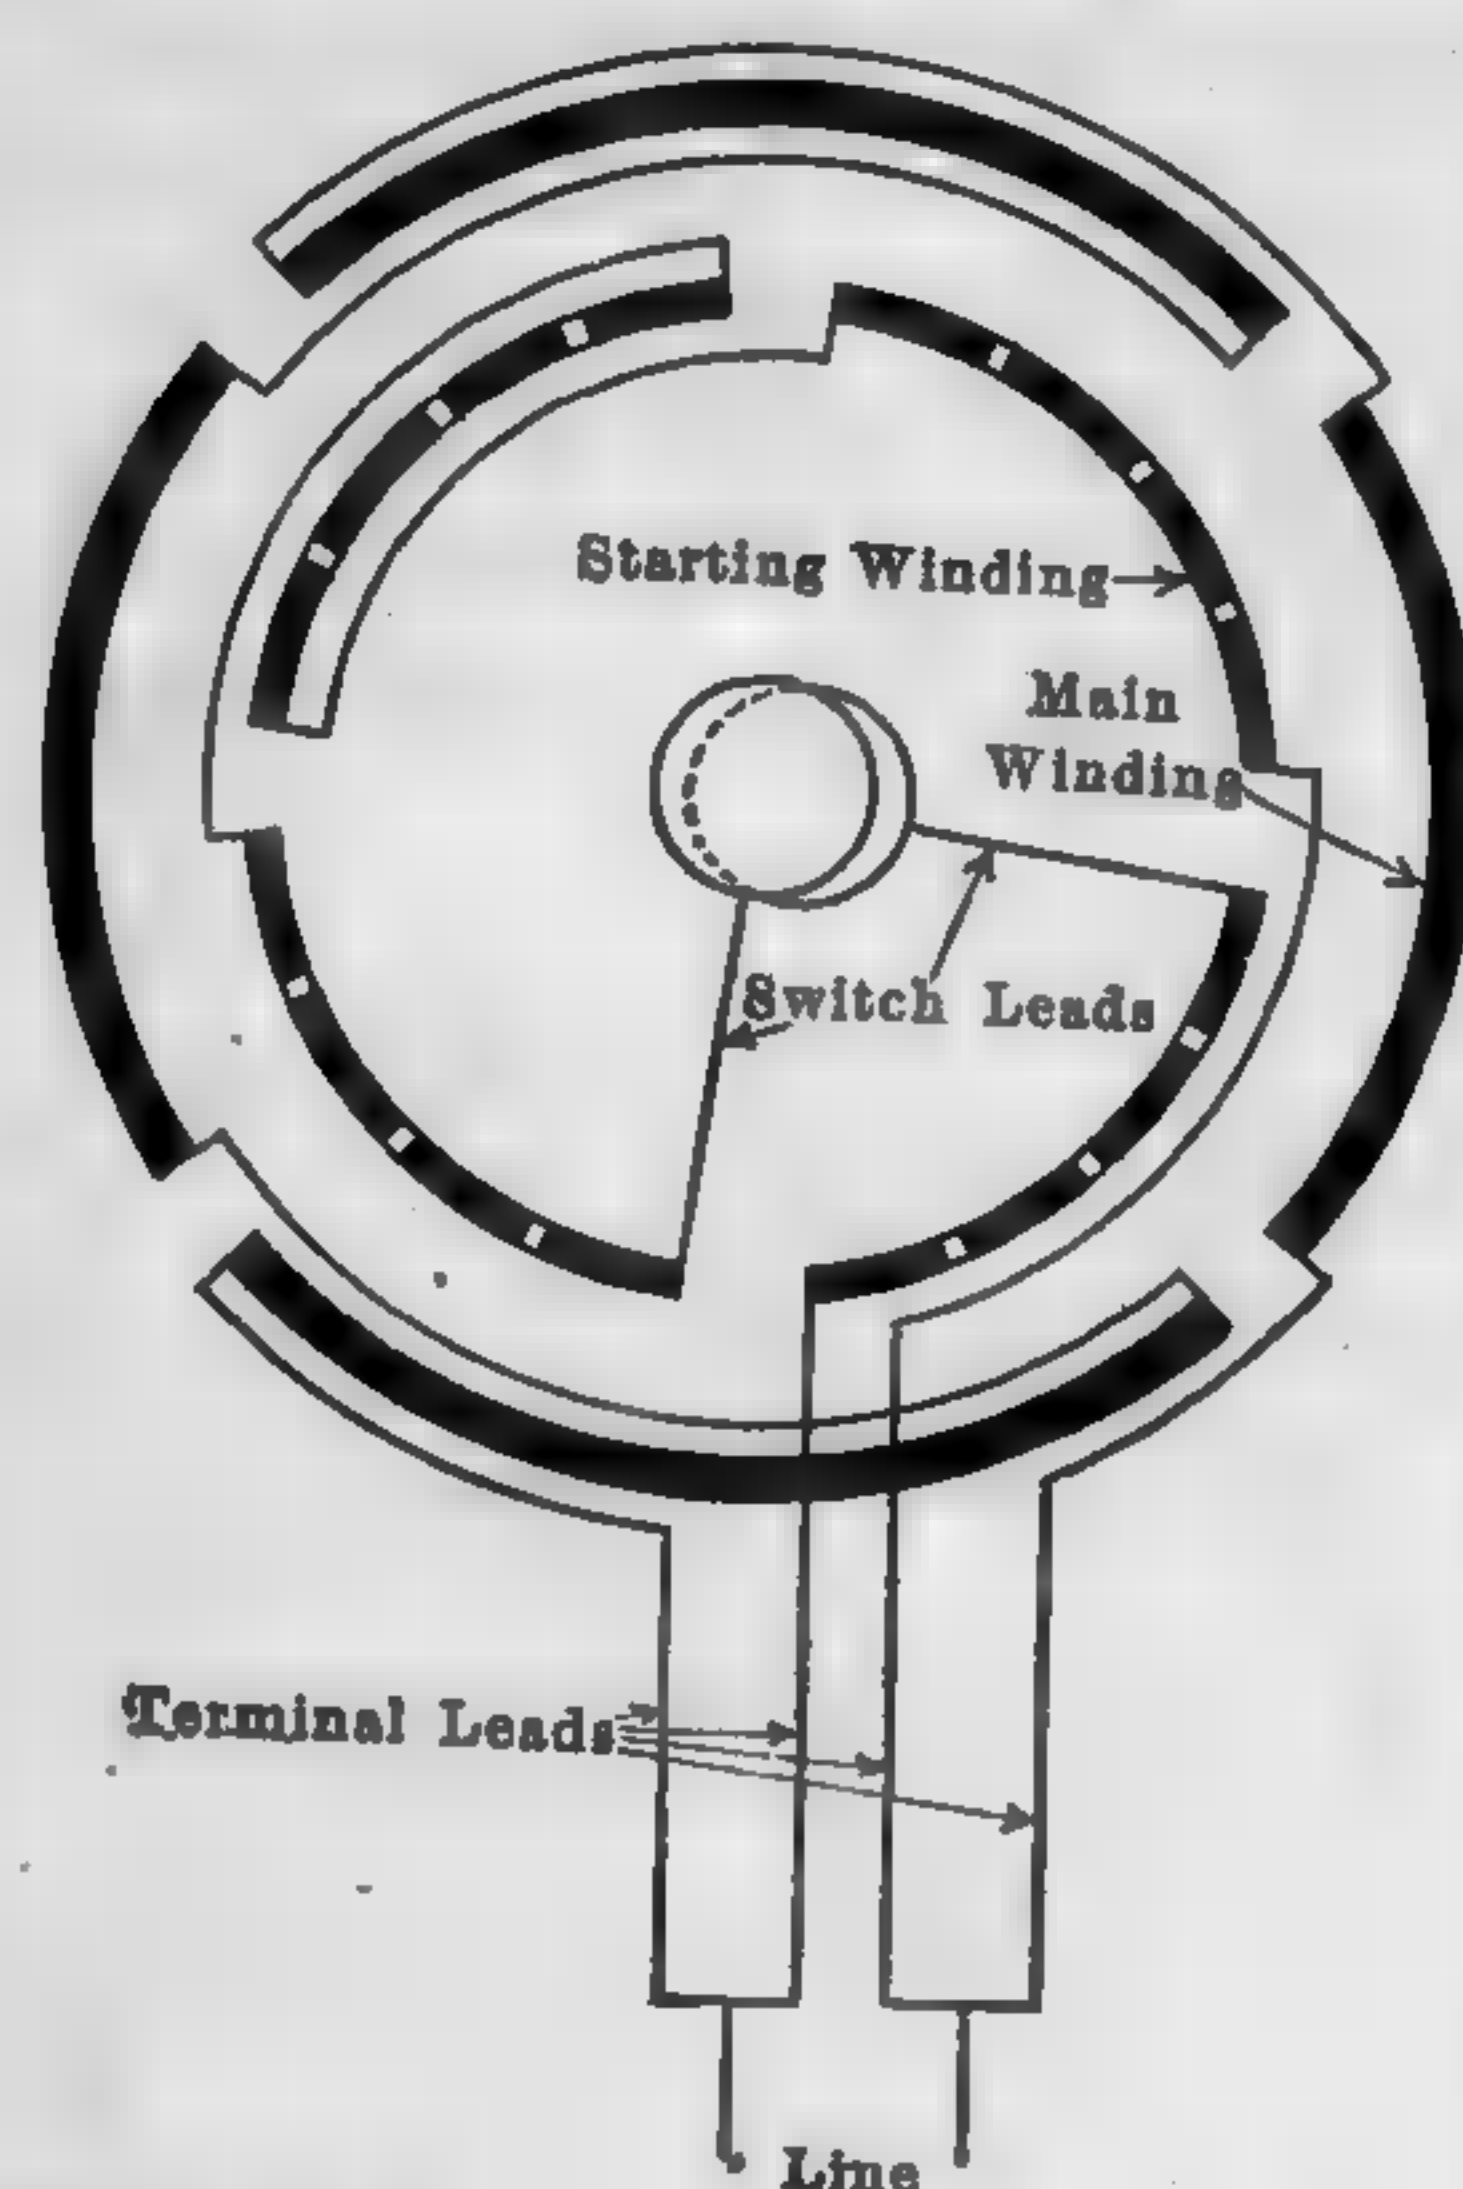 Starting Winding
Main
Winding
Switch Leads
Terminal Leads
Line